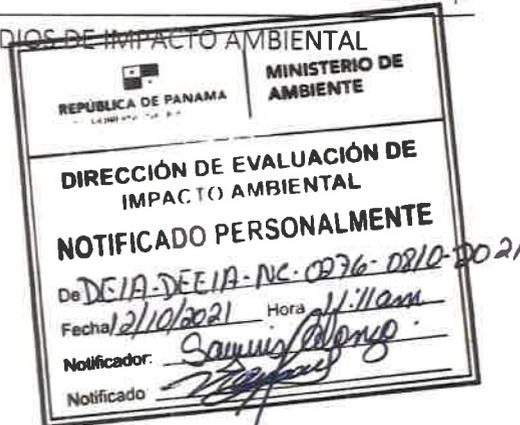 DIOS DE IMPACTO AMBIENTAL
REPÚBLICA DE PANAMÁ
MINISTERIO DE
AMBIENTE
DIRECCIÓN DE EVALUACIÓN DE
IMPACTO AMBIENTAL
NOTIFICADO PERSONALMENTE
De DEIA-DEEIA-NC-0276-0810-2021
Fecha 12/10/2021 Hora 11:11am
Notificador:
Notificado